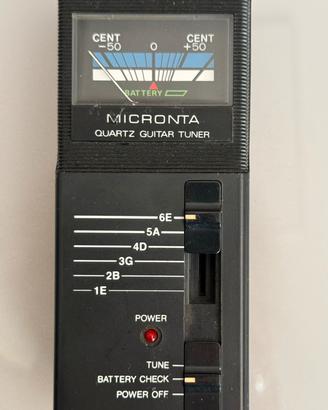 CENT CENT
-50 0 +50
BATTERY
MICRONTA
QUARTZ GUITAR TUNER
6E
5A
4D
3G
2B
1E
POWER
TUNE
BATTERY CHECK
POWER OFF